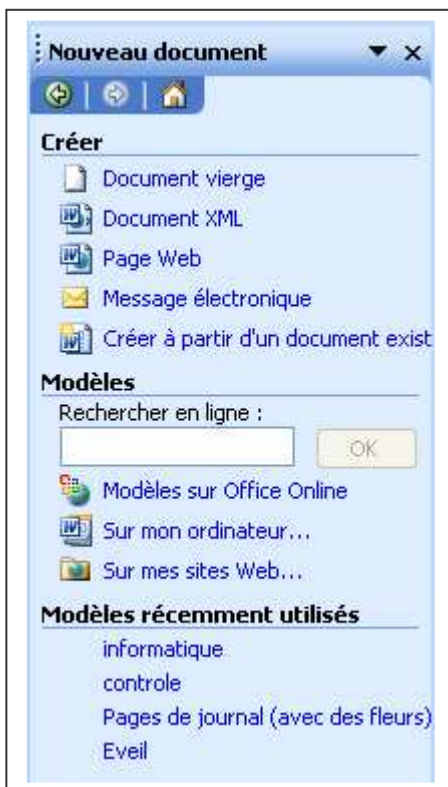 Nouveau document
Créer
Document vierge
Document XML
Page Web
Message électronique
Créer à partir d'un document exist
Modèles
Rechercher en ligne :
OK
Modèles sur Office Online
Sur mon ordinateur...
Sur mes sites Web...
Modèles récemment utilisés
informatique
controle
Pages de journal (avec des fleurs)
Eveil